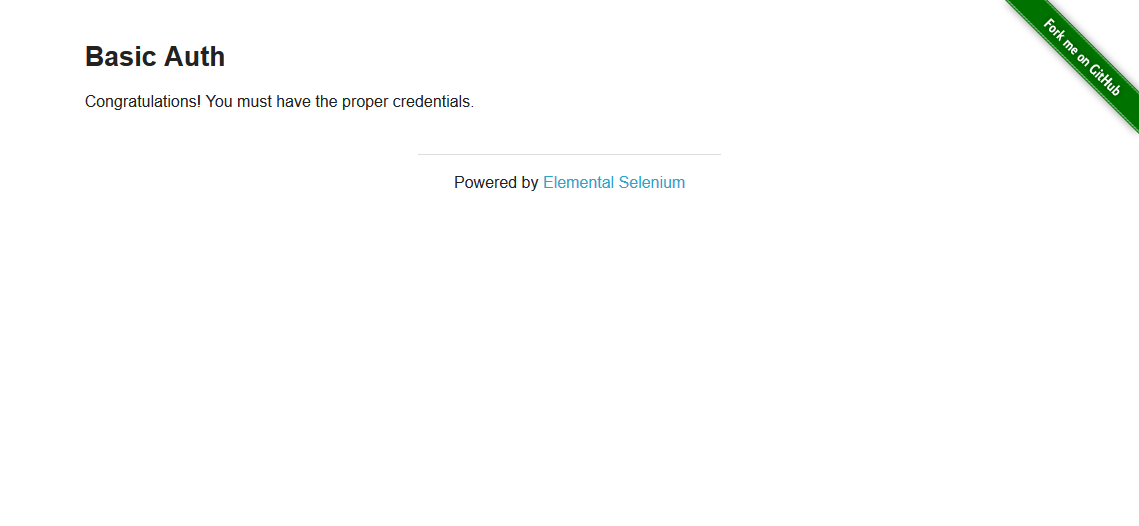 Fork me on GitHub
Basic Auth
Congratulations! You must have the proper credentials.
Powered by Elemental Selenium